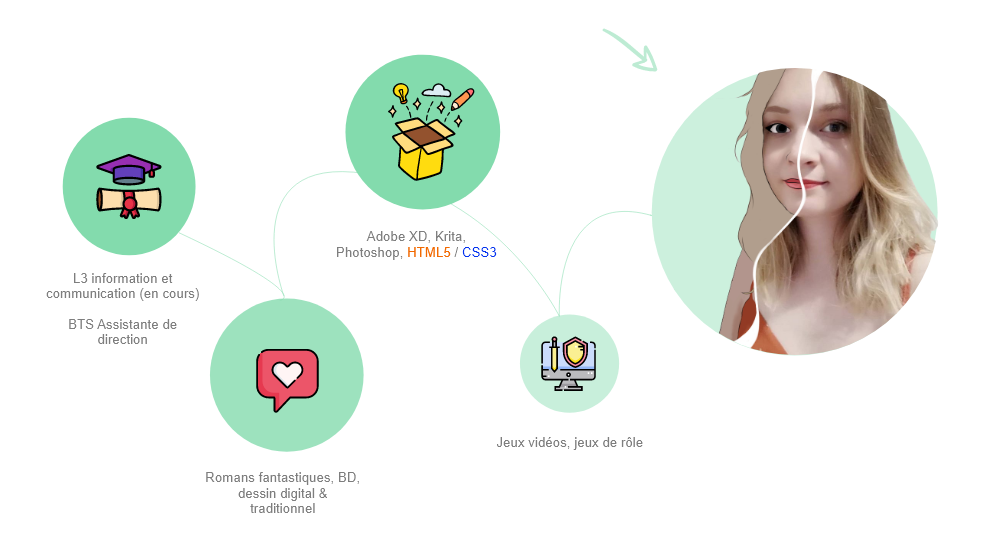 L3 information et
communication (en cours)
BTS Assistante de
direction
Romans fantastiques, BD,
dessin digital &
traditionnel
Adobe XD, Krita,
Photoshop, HTML5 / CSS3
Jeux vidéos, jeux de rôle